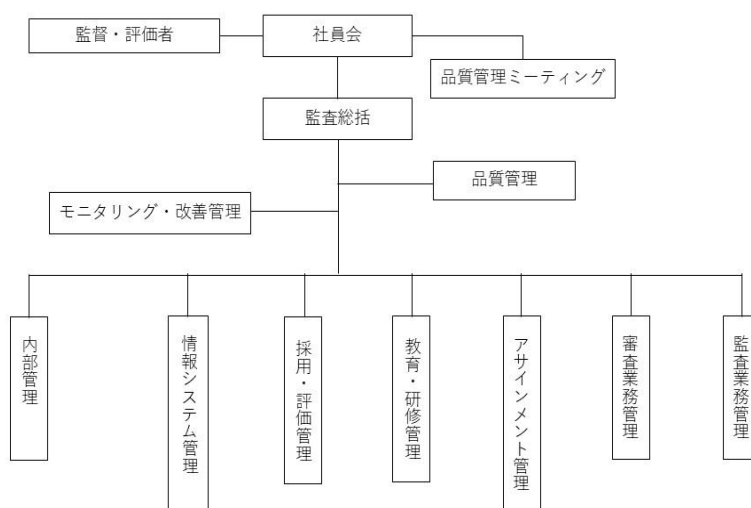 監督・評価者
社員会
品質管理ミーティング
監査総括
品質管理
モニタリング・改善管理
内部管理
情報システム管理
採用・評価管理
教育・研修管理
アサインメント管理
審査業務管理
監査業務管理